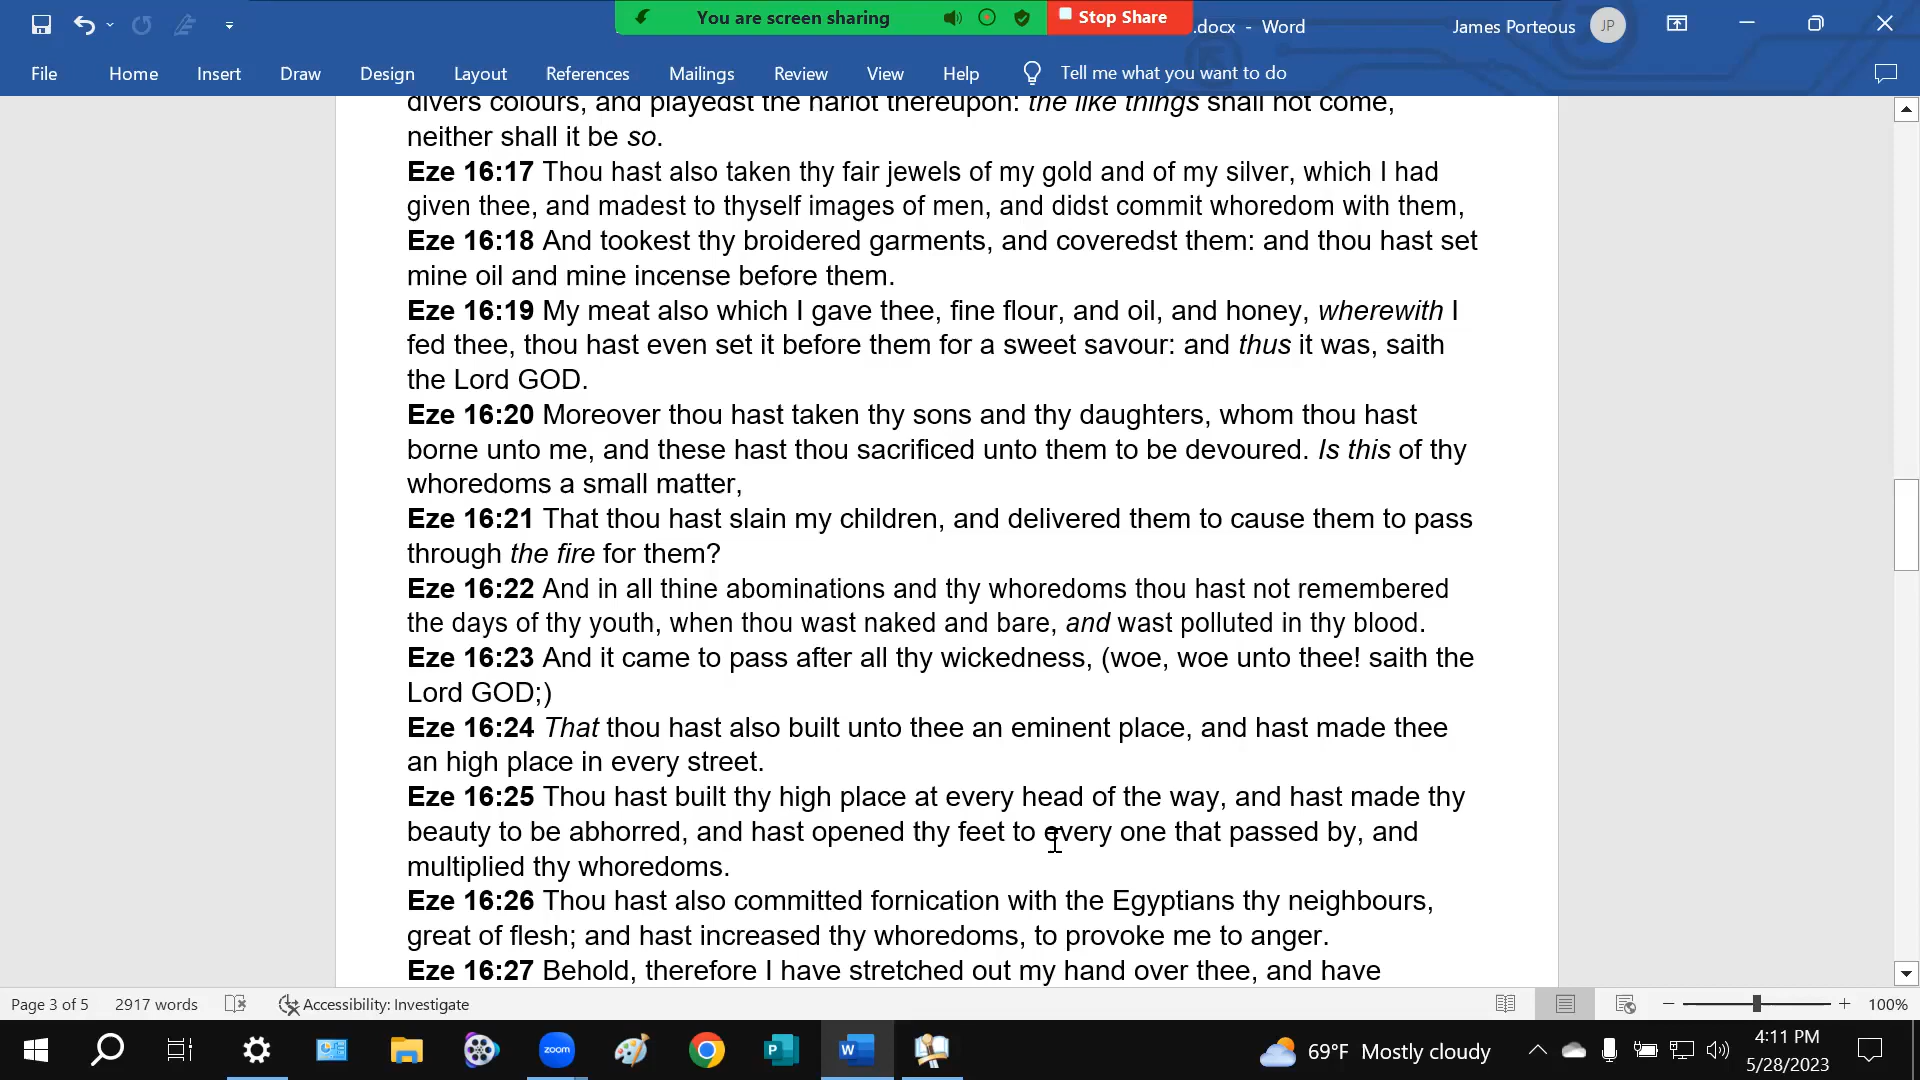 You are screen sharing
Stop Share
.docx - Word
James Porteous
JP
File Home Insert Draw Design Layout References Mailings Review View Help Tell me what you want to do
divers colours, and playedst the harlot thereupon: the like things shall not come,
neither shall it be so.
Eze 16:17 Thou hast also taken thy fair jewels of my gold and of my silver, which I had
given thee, and madest to thyself images of men, and didst commit whoredom with them,
Eze 16:18 And tookest thy broidered garments, and coveredst them: and thou hast set
mine oil and mine incense before them.
Eze 16:19 My meat also which I gave thee, fine flour, and oil, and honey, wherewith I
fed thee, thou hast even set it before them for a sweet savour: and thus it was, saith
the Lord GOD.
Eze 16:20 Moreover thou hast taken thy sons and thy daughters, whom thou hast
borne unto me, and these hast thou sacrificed unto them to be devoured. Is this of thy
whoredoms a small matter,
Eze 16:21 That thou hast slain my children, and delivered them to cause them to pass
through the fire for them?
Eze 16:22 And in all thine abominations and thy whoredoms thou hast not remembered
the days of thy youth, when thou wast naked and bare, and wast polluted in thy blood.
Eze 16:23 And it came to pass after all thy wickedness, (woe, woe unto thee! saith the
Lord GOD;)
Eze 16:24 That thou hast also built unto thee an eminent place, and hast made thee
an high place in every street.
Eze 16:25 Thou hast built thy high place at every head of the way, and hast made thy
beauty to be abhorred, and hast opened thy feet to every one that passed by, and
multiplied thy whoredoms.
Eze 16:26 Thou hast also committed fornication with the Egyptians thy neighbours,
great of flesh; and hast increased thy whoredoms, to provoke me to anger.
Eze 16:27 Behold, therefore I have stretched out my hand over thee, and have
Page 3 of 5 2917 words Accessibility: Investigate 100%
zoom
69°F Mostly cloudy
4:11 PM
5/28/2023